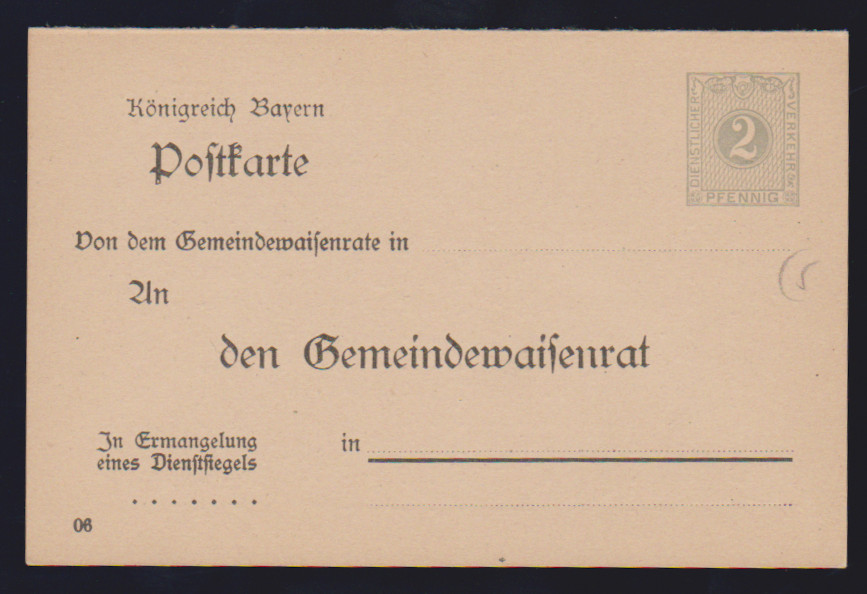 Königreich Bayern
Postkarte
DIENSTLICHER
VERKEHR
2
PFENNIG
Von dem Gemeindewaisenrate in
An
den Gemeindewaisenrat
In Ermangelung
eines Dienstsiegels
. . . . . . .
in
06